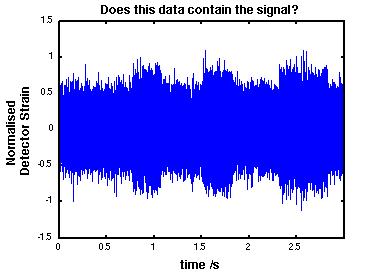 Does this data contain the signal?
1.5
1
0.5
0
-0.5
-1
-1.5
Normalised
Detector Strain
0 0.5 1 1.5 2 2.5
time /s